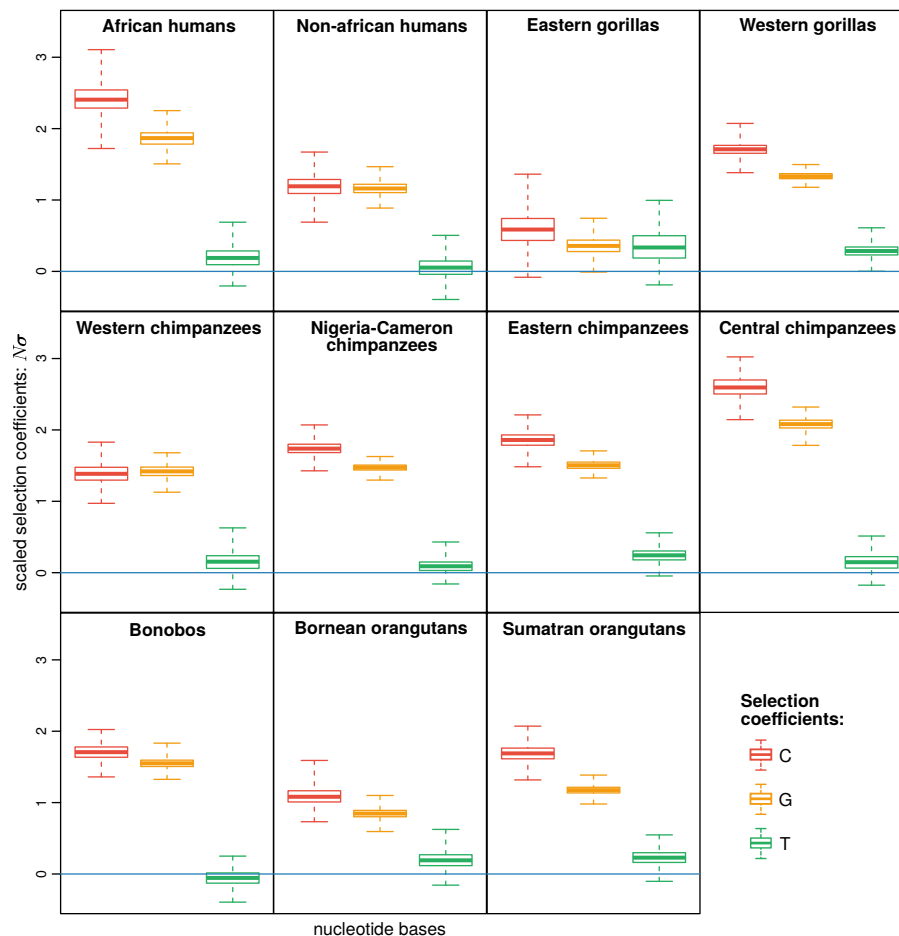 African humans
Non-african humans
Eastern gorillas
Western gorillas
3
2
1
0
Western chimpanzees
Nigeria-Cameron
chimpanzees
Eastern chimpanzees
Central chimpanzees
3
2
1
0
scaled selection coefficients: Nσ
Bonobos
Bornean orangutans
Sumatran orangutans
3
2
1
0
Selection
coefficients:
C
G
T
nucleotide bases